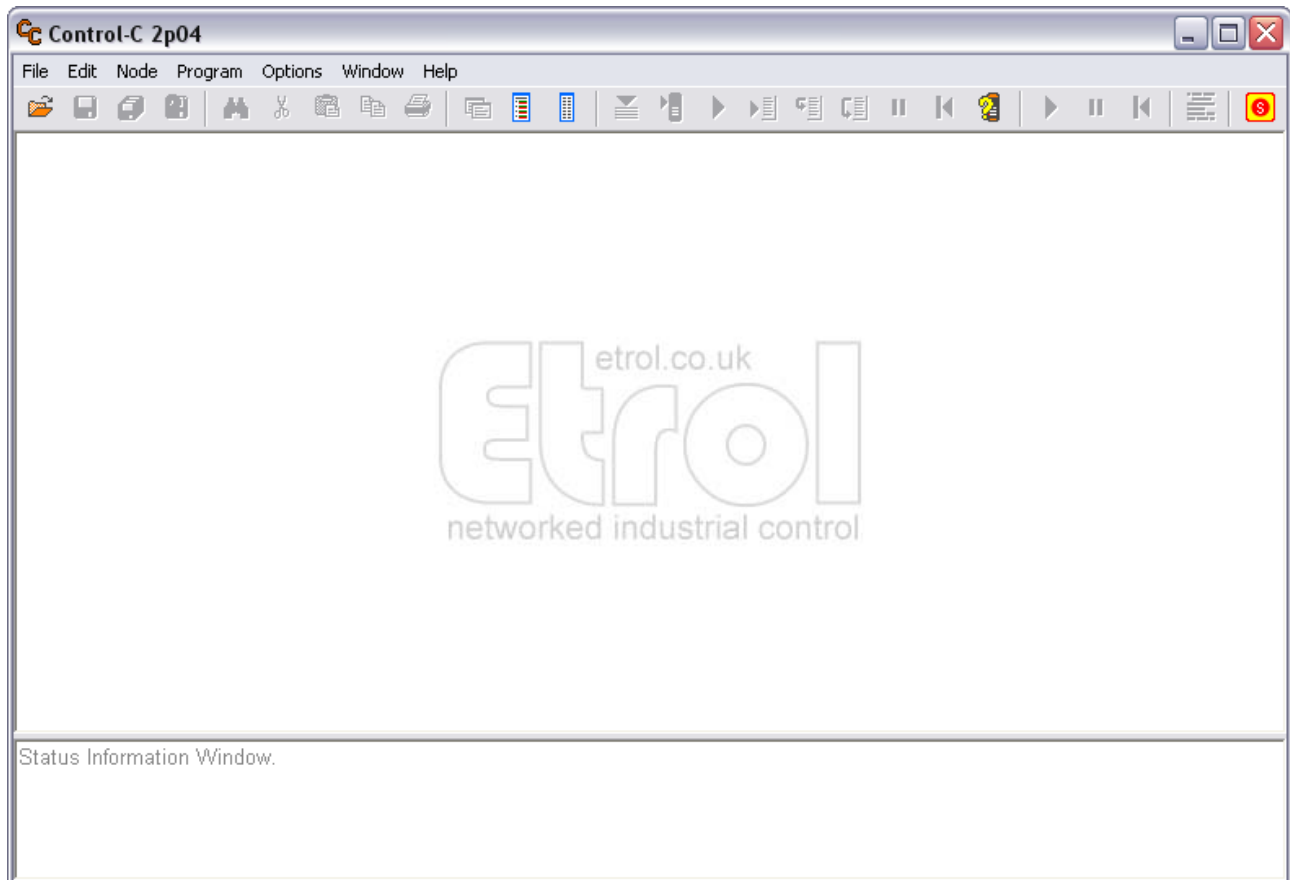 Control-C 2p04
File Edit Node Program Options Window Help
etrol.co.uk
Etrol
networked industrial control
Status Information Window.